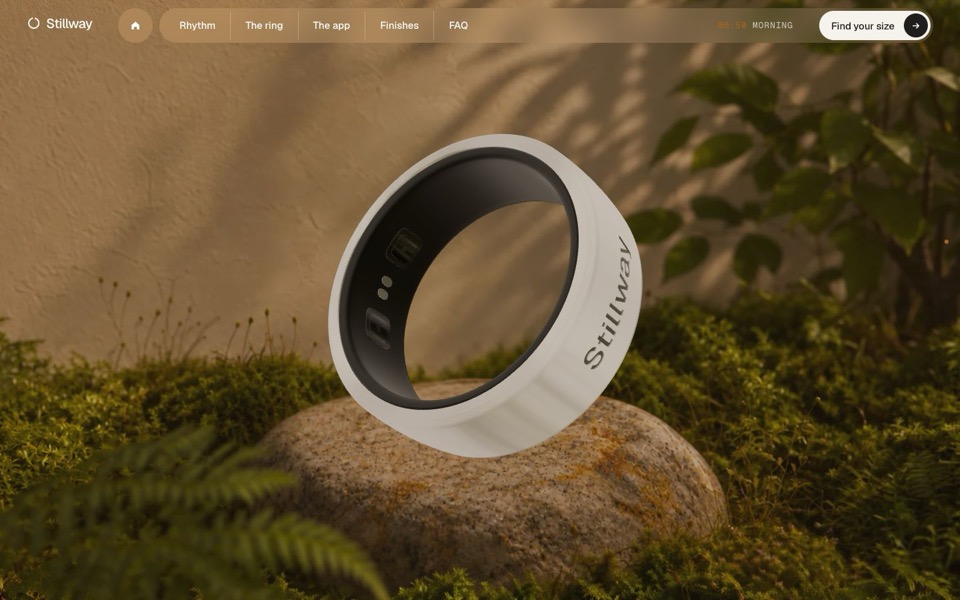 Stillway
Rhythm
The ring
The app
Finishes
FAQ
MORNING
Find your size
Stillway